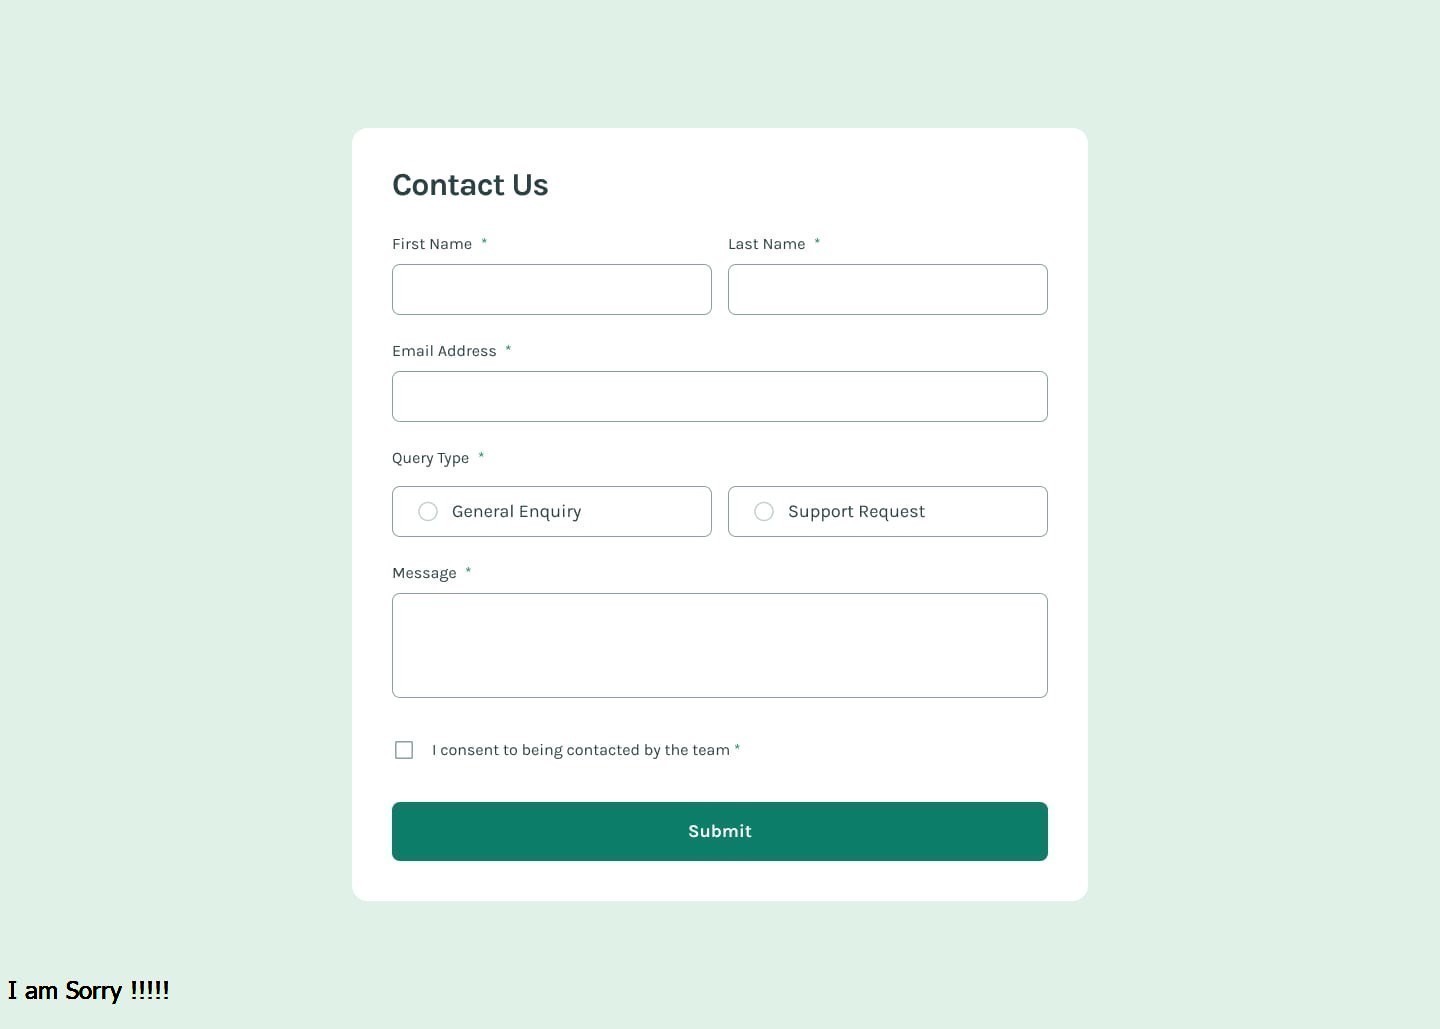 Contact Us
First Name * Last Name *
Email Address *
Query Type *
General Enquiry Support Request
Message *
I consent to being contacted by the team *
Submit
I am Sorry !!!!!